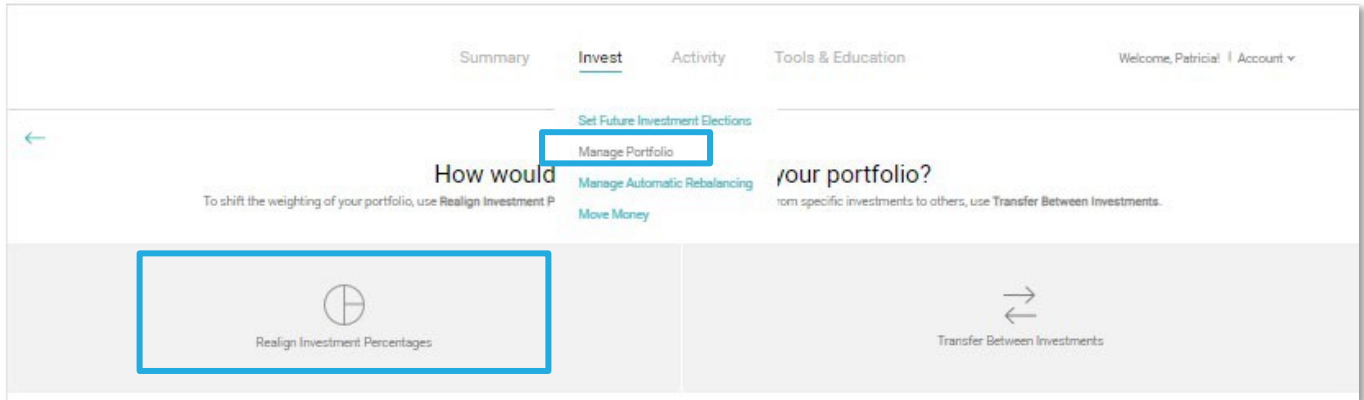 Summary Invest Activity Tools & Education Welcome, Patricia! | Account
Set Future Investment Elections
Manage Portfolio
Manage Automatic Rebalancing
Move Money
How would your portfolio?
To shift the weighting of your portfolio, use Realign Investment P rom specific investments to others, use Transfer Between Investments.
Realign Investment Percentages
Transfer Between Investments